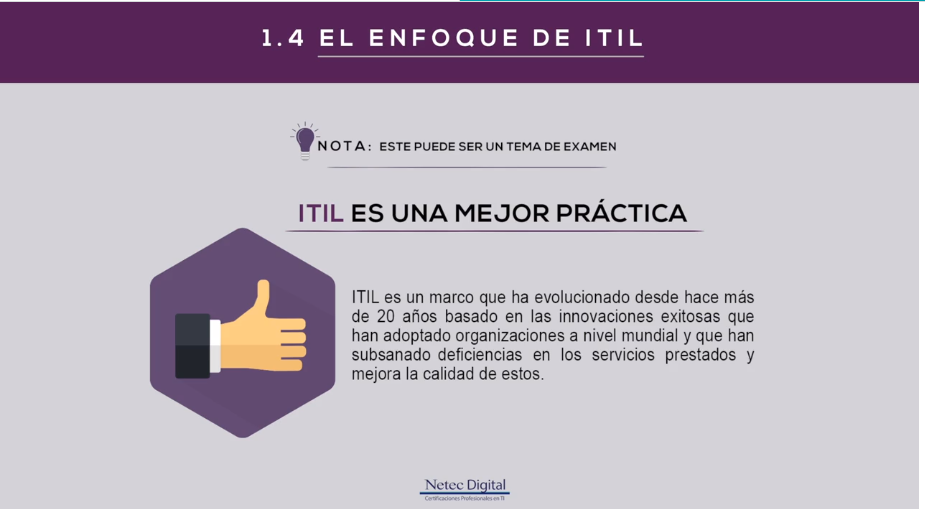 1.4 EL ENFOQUE DE ITIL
NOTA: ESTE PUEDE SER UN TEMA DE EXAMEN
ITIL ES UNA MEJOR PRÁCTICA
ITIL es un marco que ha evolucionado desde hace más
de 20 años basado en las innovaciones exitosas que
han adoptado organizaciones a nivel mundial y que han
subsanado deficiencias en los servicios prestados y
mejora la calidad de estos.
Netec Digital
Certificaciones Profesionales en TI